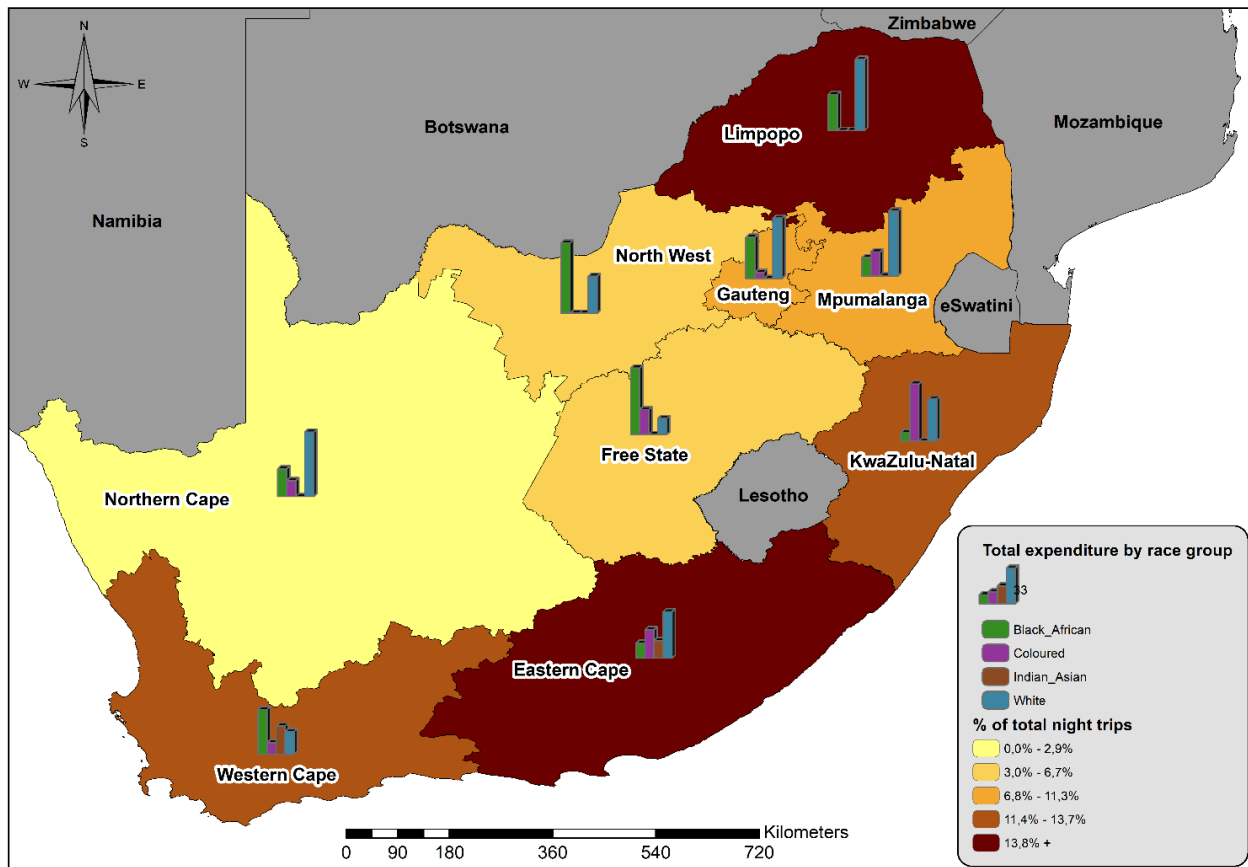 N
W E
S
Zimbabwe
Botswana
Mozambique
Limpopo
Namibia
North West
Gauteng
Mpumalanga
eSwatini
Free State
KwaZulu-Natal
Lesotho
Northern Cape
Eastern Cape
Western Cape
Total expenditure by race group
33
Black_African
Coloured
Indian_Asian
White
% of total night trips
0,0% - 2,9%
3,0% - 6,7%
6,8% - 11,3%
11,4% - 13,7%
13,8% +
Kilometers
0 90 180 360 540 720